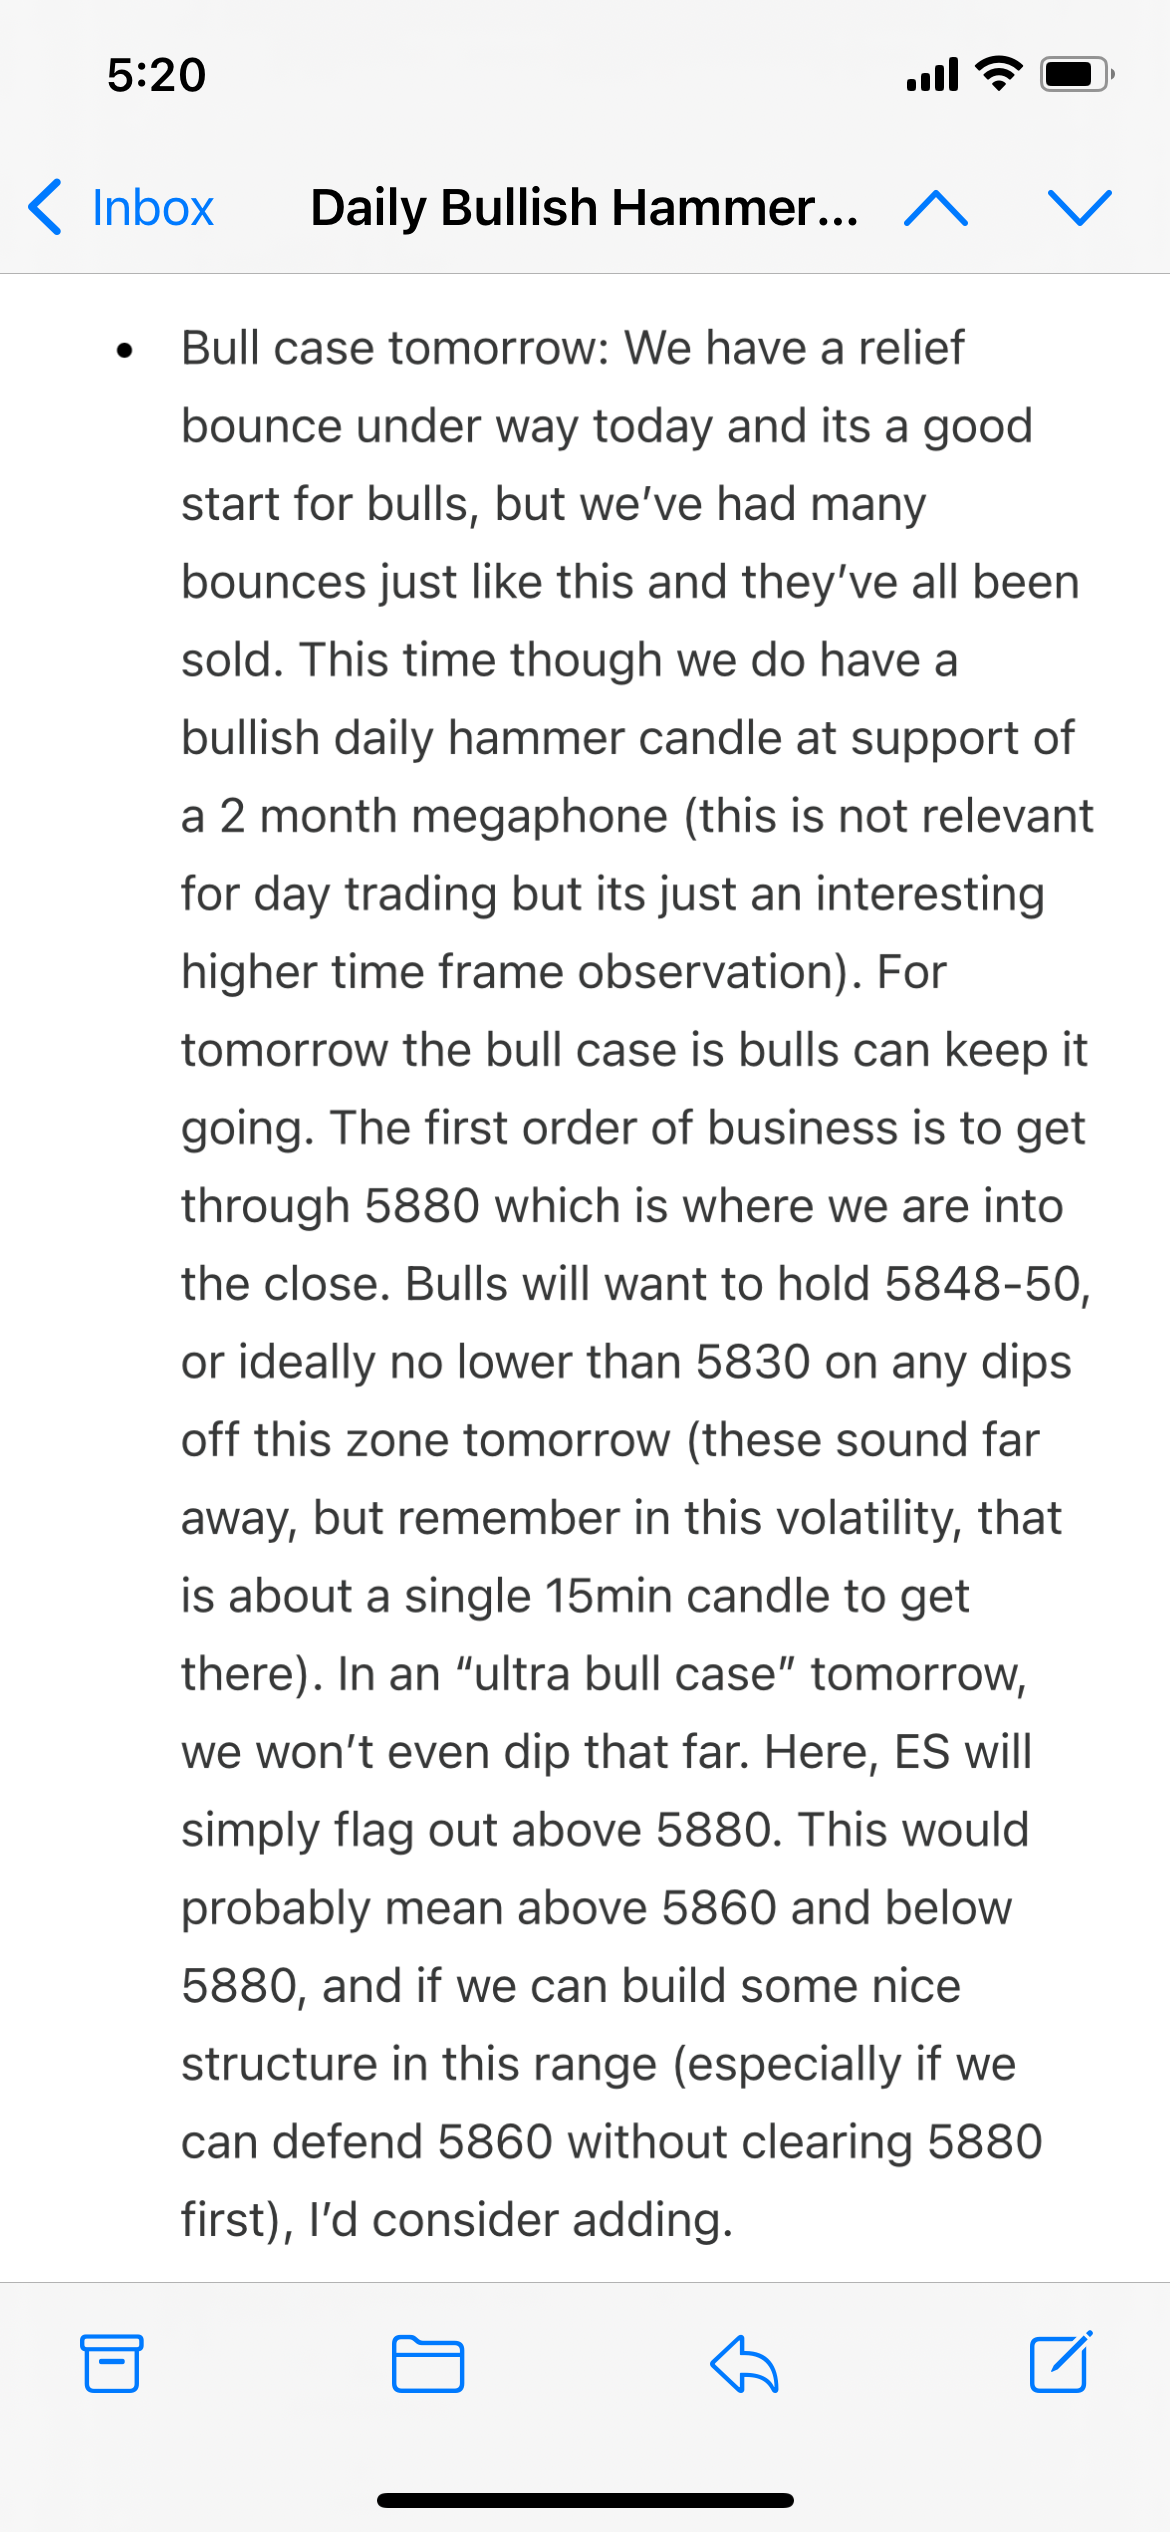 5:20
Inbox
Daily Bullish Hammer...
• Bull case tomorrow: We have a relief
bounce under way today and its a good
start for bulls, but we’ve had many
bounces just like this and they’ve all been
sold. This time though we do have a
bullish daily hammer candle at support of
a 2 month megaphone (this is not relevant
for day trading but its just an interesting
higher time frame observation). For
tomorrow the bull case is bulls can keep it
going. The first order of business is to get
through 5880 which is where we are into
the close. Bulls will want to hold 5848-50,
or ideally no lower than 5830 on any dips
off this zone tomorrow (these sound far
away, but remember in this volatility, that
is about a single 15min candle to get
there). In an “ultra bull case” tomorrow,
we won’t even dip that far. Here, ES will
simply flag out above 5880. This would
probably mean above 5860 and below
5880, and if we can build some nice
structure in this range (especially if we
can defend 5860 without clearing 5880
first), I’d consider adding.